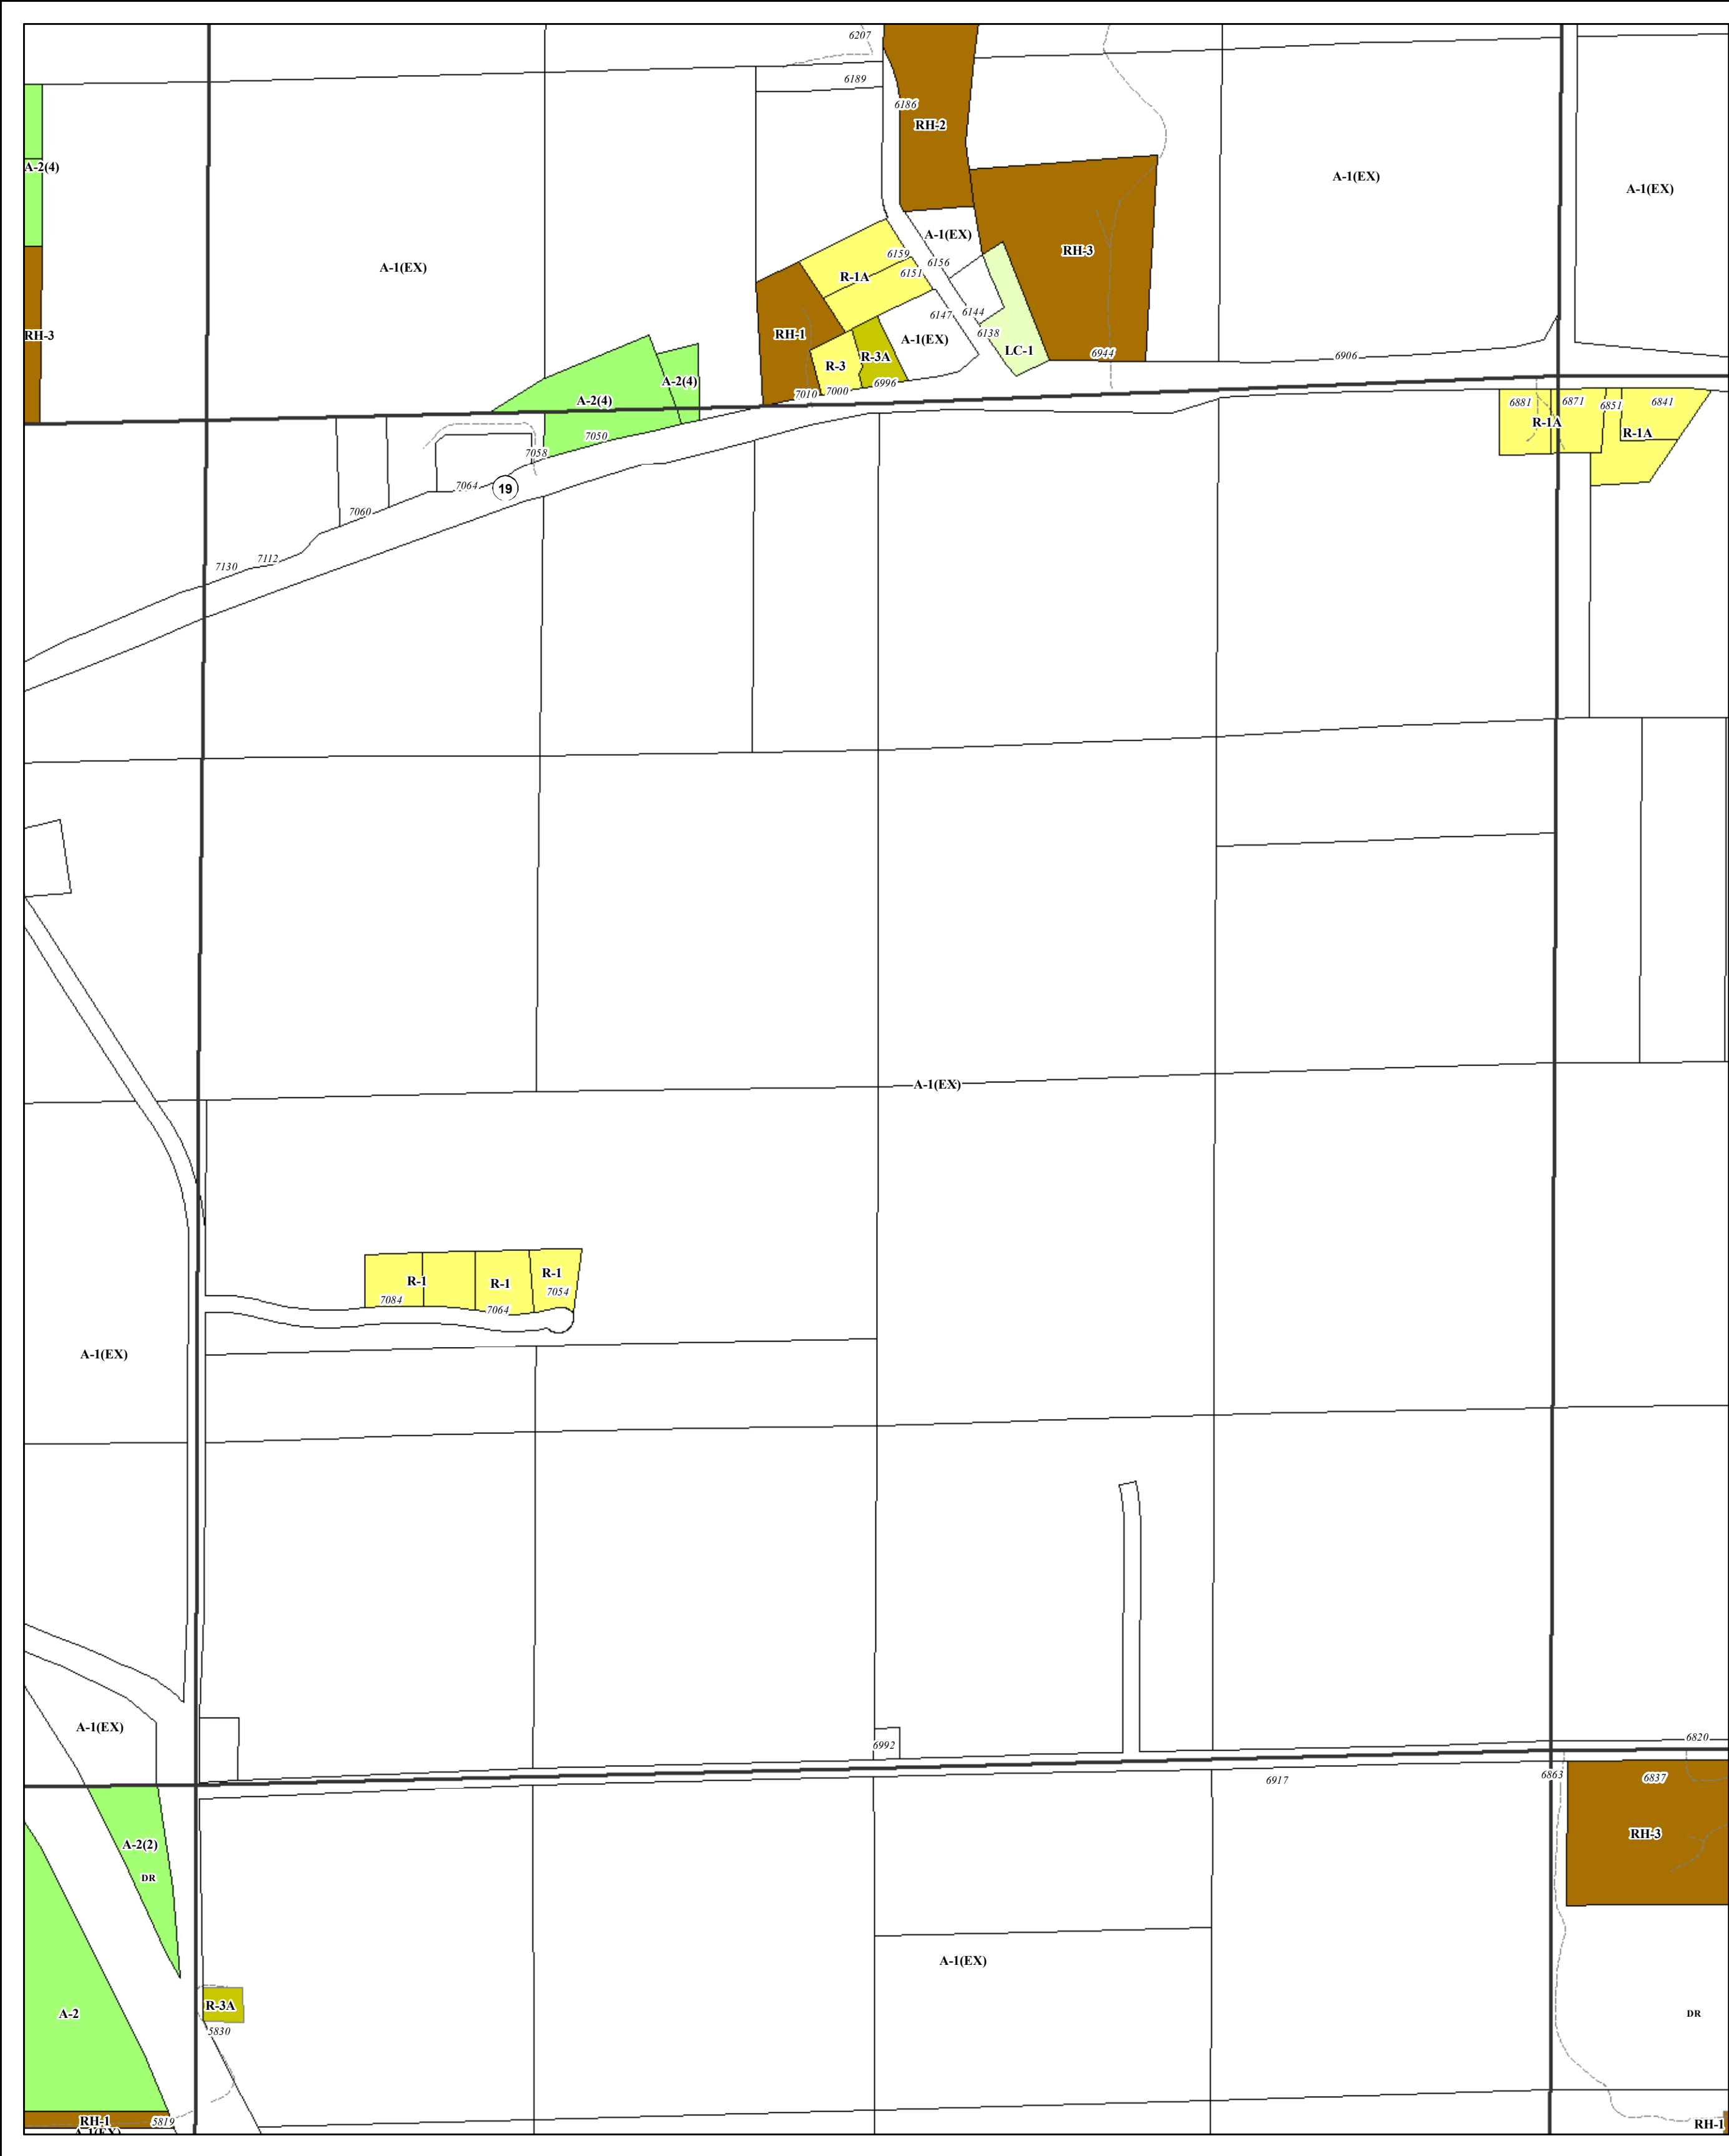 6207
6189
6186
RH-2
A-2(4)
A-1(EX)
A-1(EX)
A-1(EX)
6159
A-1(EX)
RH-3
A-1(EX)
R-1A
6151
6156
RH-3
RH-1
6147
6144
6138
A-1(EX)
LC-1
6944
6906
R-3
R-3A
A-2(4)
6996
7000
7010
A-2(4)
6881
6871
6851
6841
R-1A
R-1A
7050
7058
7064
19
7060
7112
7130
A-1(EX)
R-1
R-1
R-1
7084
7064
7054
A-1(EX)
A-1(EX)
6992
6820
6917
6863
6837
RH-3
A-2(2)
DR
A-1(EX)
R-3A
A-2
DR
5830
RH-1
5819
RH-1
A-1(EX)